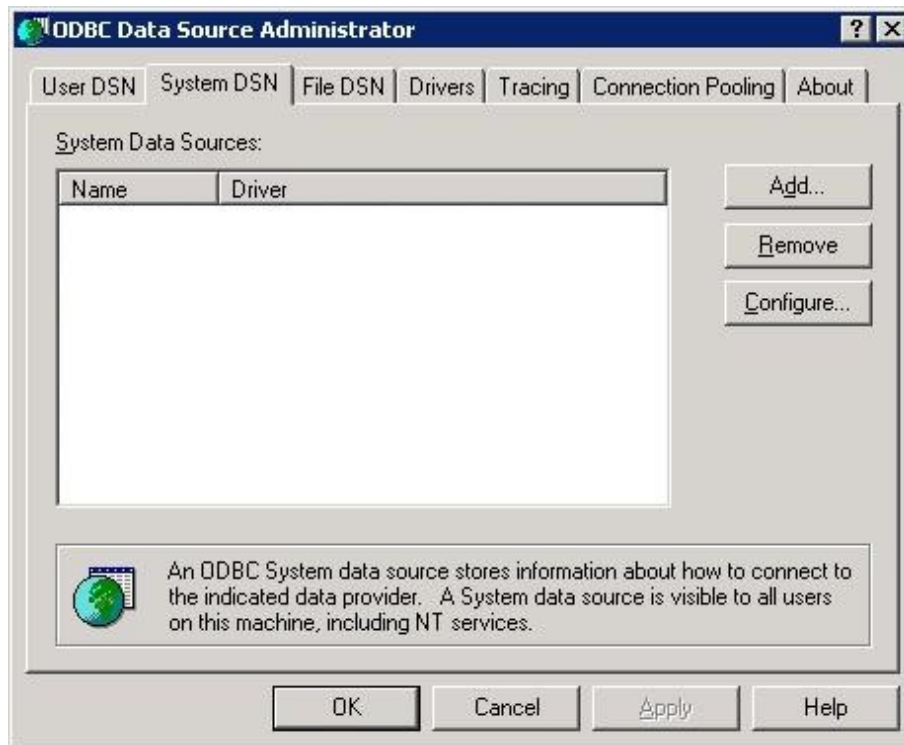 ODBC Data Source Administrator
User DSN System DSN File DSN Drivers Tracing Connection Pooling About
System Data Sources:
Name Driver
Add...
Remove
Configure...
An ODBC System data source stores information about how to connect to
the indicated data provider. A System data source is visible to all users
on this machine, including NT services.
OK Cancel Apply Help